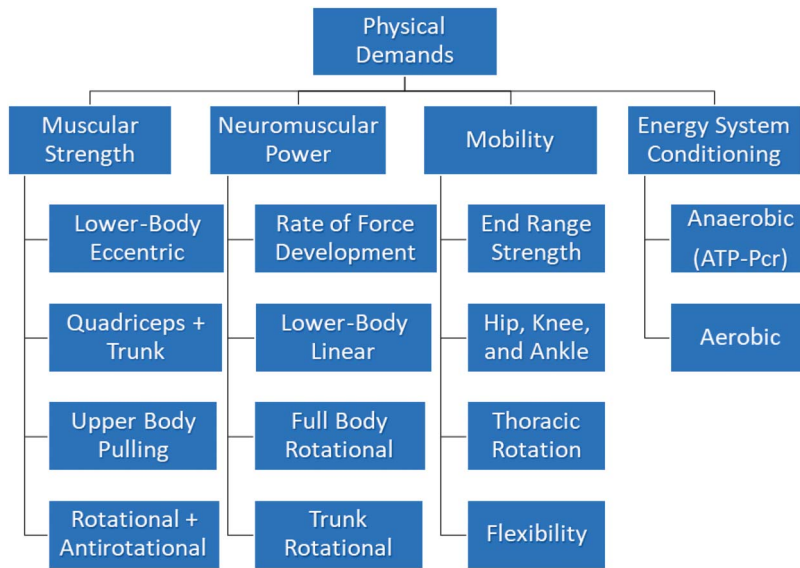 Physical
Demands
Muscular
Strength
Lower-Body
Eccentric
Quadriceps +
Trunk
Upper Body
Pulling
Rotational +
Antirotational
Neuromuscular
Power
Rate of Force
Development
Lower-Body
Linear
Full Body
Rotational
Trunk
Rotational
Mobility
End Range
Strength
Hip, Knee,
and Ankle
Thoracic
Rotation
Flexibility
Energy System
Conditioning
Anaerobic
(ATP-Pcr)
Aerobic